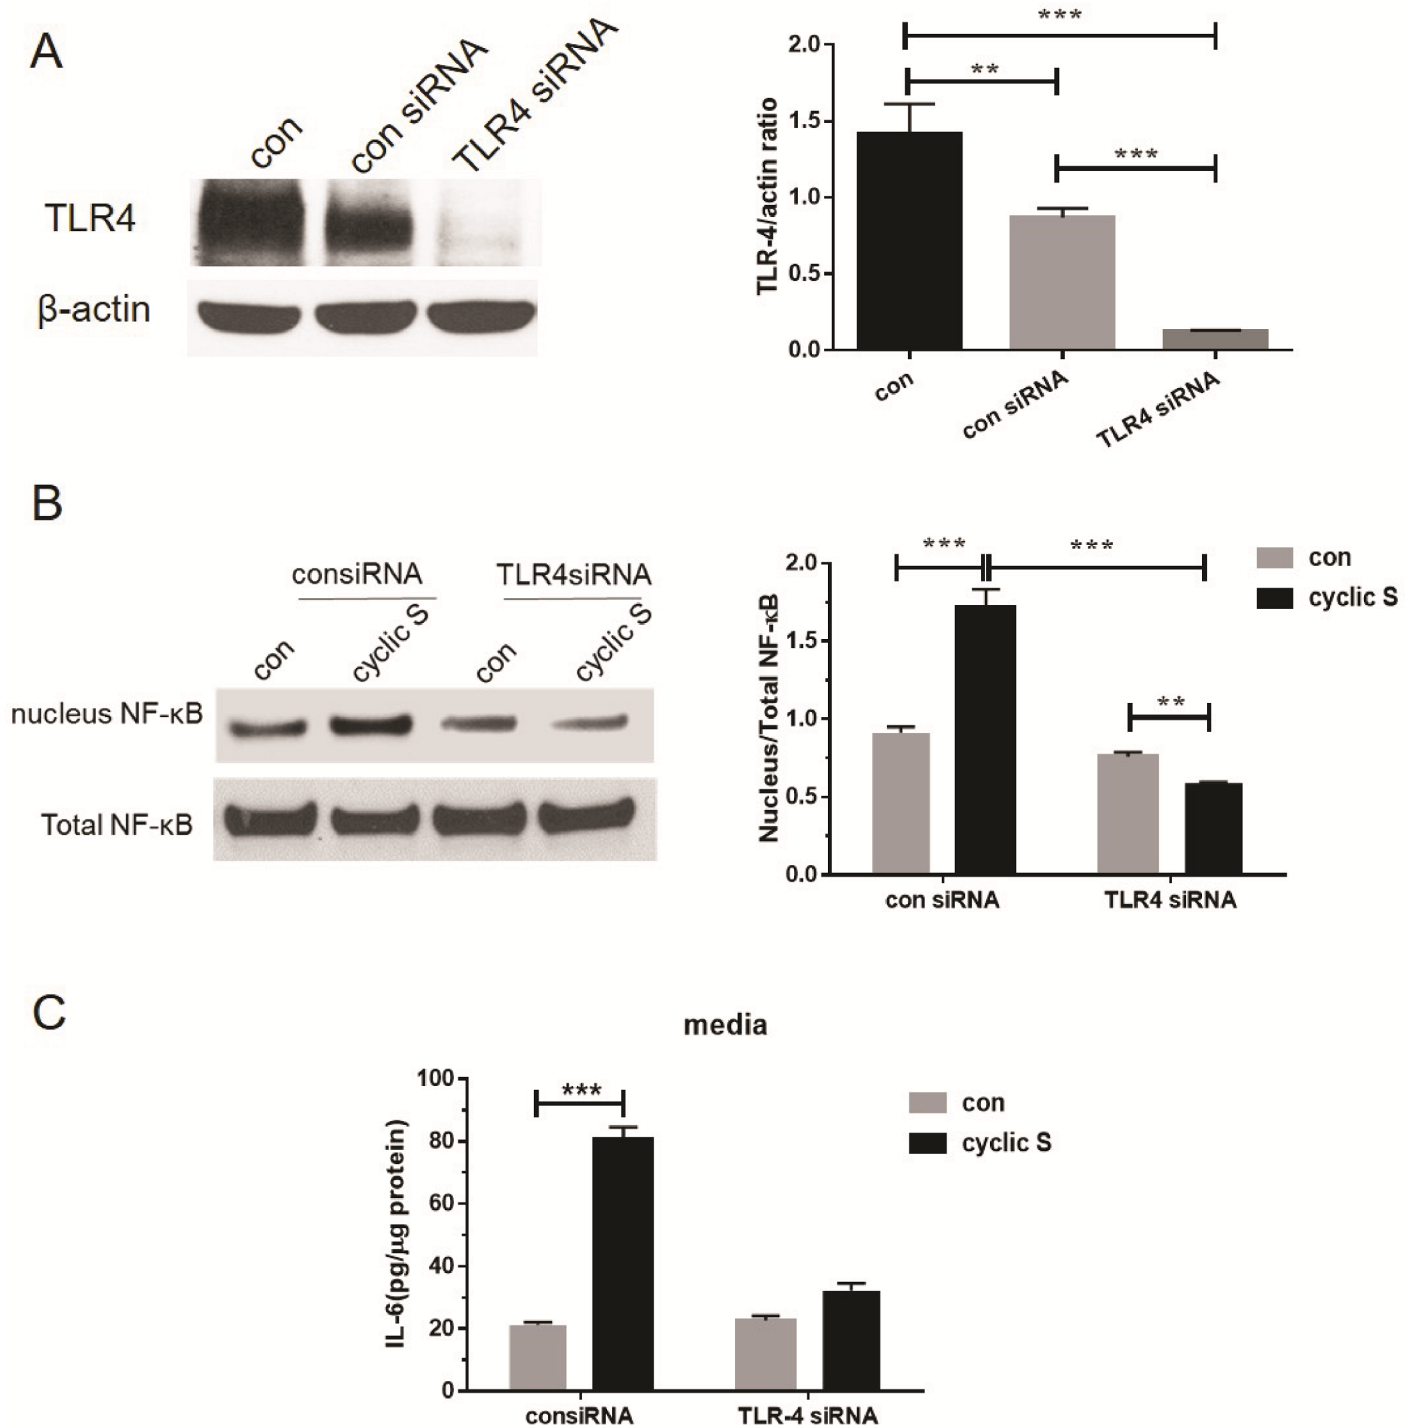 A
con
con siRNA
TLR4 siRNA
TLR4
β-actin
***
**
***
TLR-4/actin ratio
2.0
1.5
1.0
0.5
0.0
con
con siRNA
TLR4 siRNA
B
consiRNA
TLR4siRNA
con
cyclic S
con
cyclic S
nucleus NF-κB
Total NF-κB
***
***
**
Nucleus/Total NF-κB
2.0
1.5
1.0
0.5
0.0
con siRNA
TLR4 siRNA
con
cyclic S
C
media
***
IL-6(pg/μg protein)
100
80
60
40
20
0
consiRNA
TLR-4 siRNA
con
cyclic S